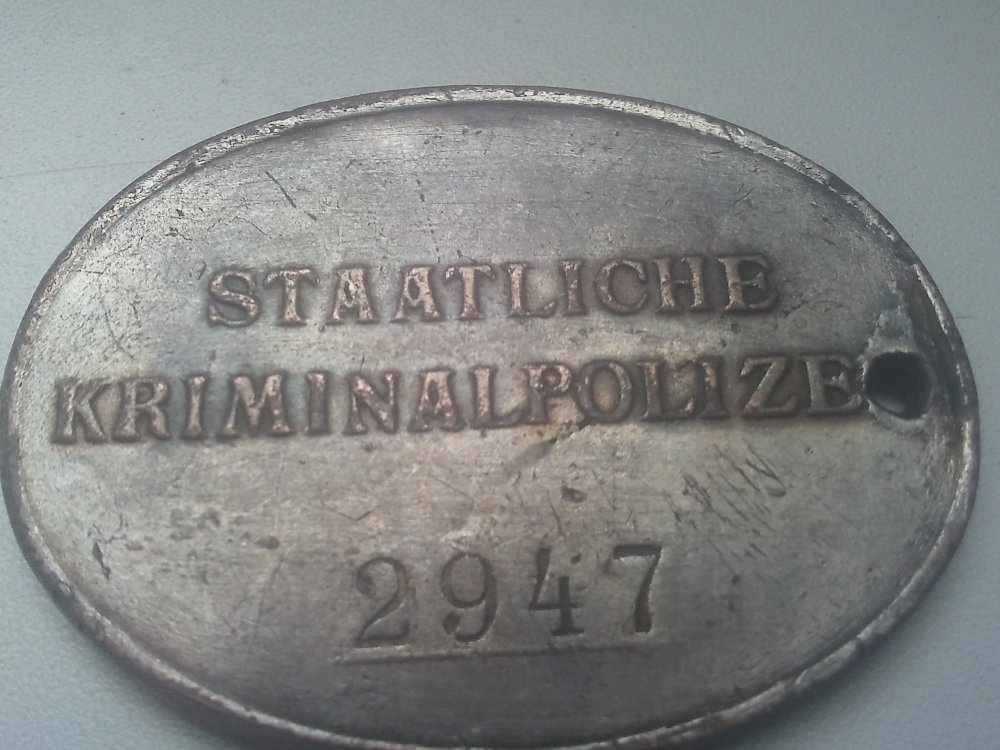 STAATLICHE
KRIMINALPOLIZE
2947